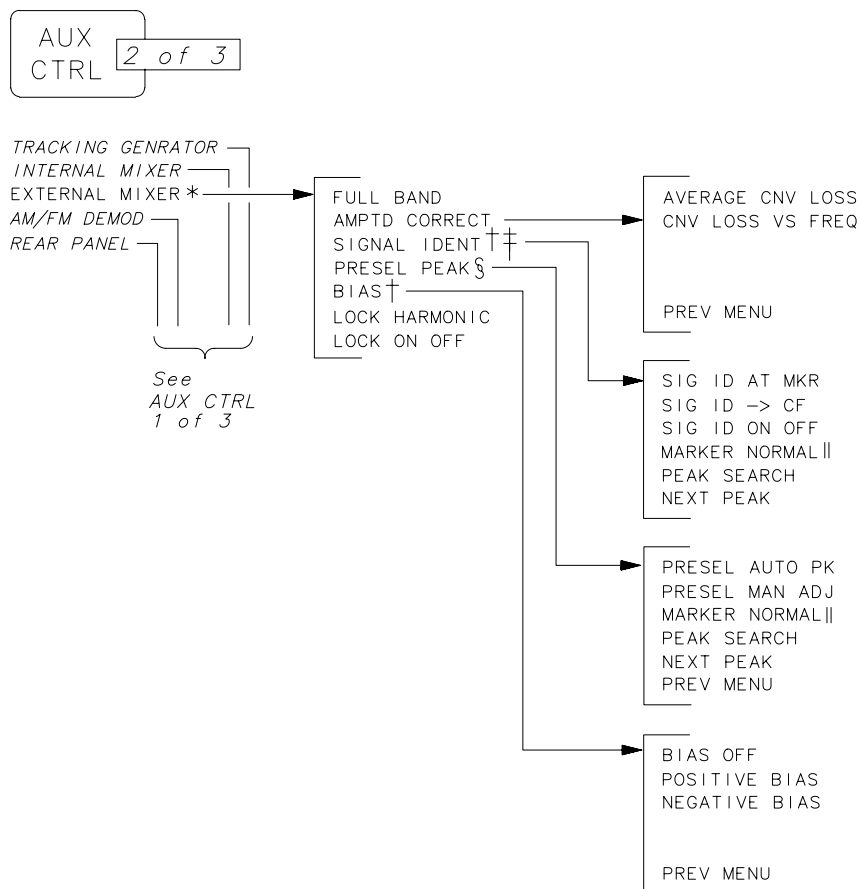 AUX
CTRL
2 of 3
TRACKING GENRATOR
INTERNAL MIXER
EXTERNAL MIXER *
AM/FM DEMOD
REAR PANEL
See
AUX CTRL
1 of 3
FULL BAND
AMPTD CORRECT
SIGNAL IDENT†‡
PRESEL PEAK§
BIAS†
LOCK HARMONIC
LOCK ON OFF
AVERAGE CNV LOSS
CNV LOSS VS FREQ
PREV MENU
SIG ID AT MKR
SIG ID –> CF
SIG ID ON OFF
MARKER NORMAL‖
PEAK SEARCH
NEXT PEAK
PRESEL AUTO PK
PRESEL MAN ADJ
MARKER NORMAL‖
PEAK SEARCH
NEXT PEAK
PREV MENU
BIAS OFF
POSITIVE BIAS
NEGATIVE BIAS
PREV MENU